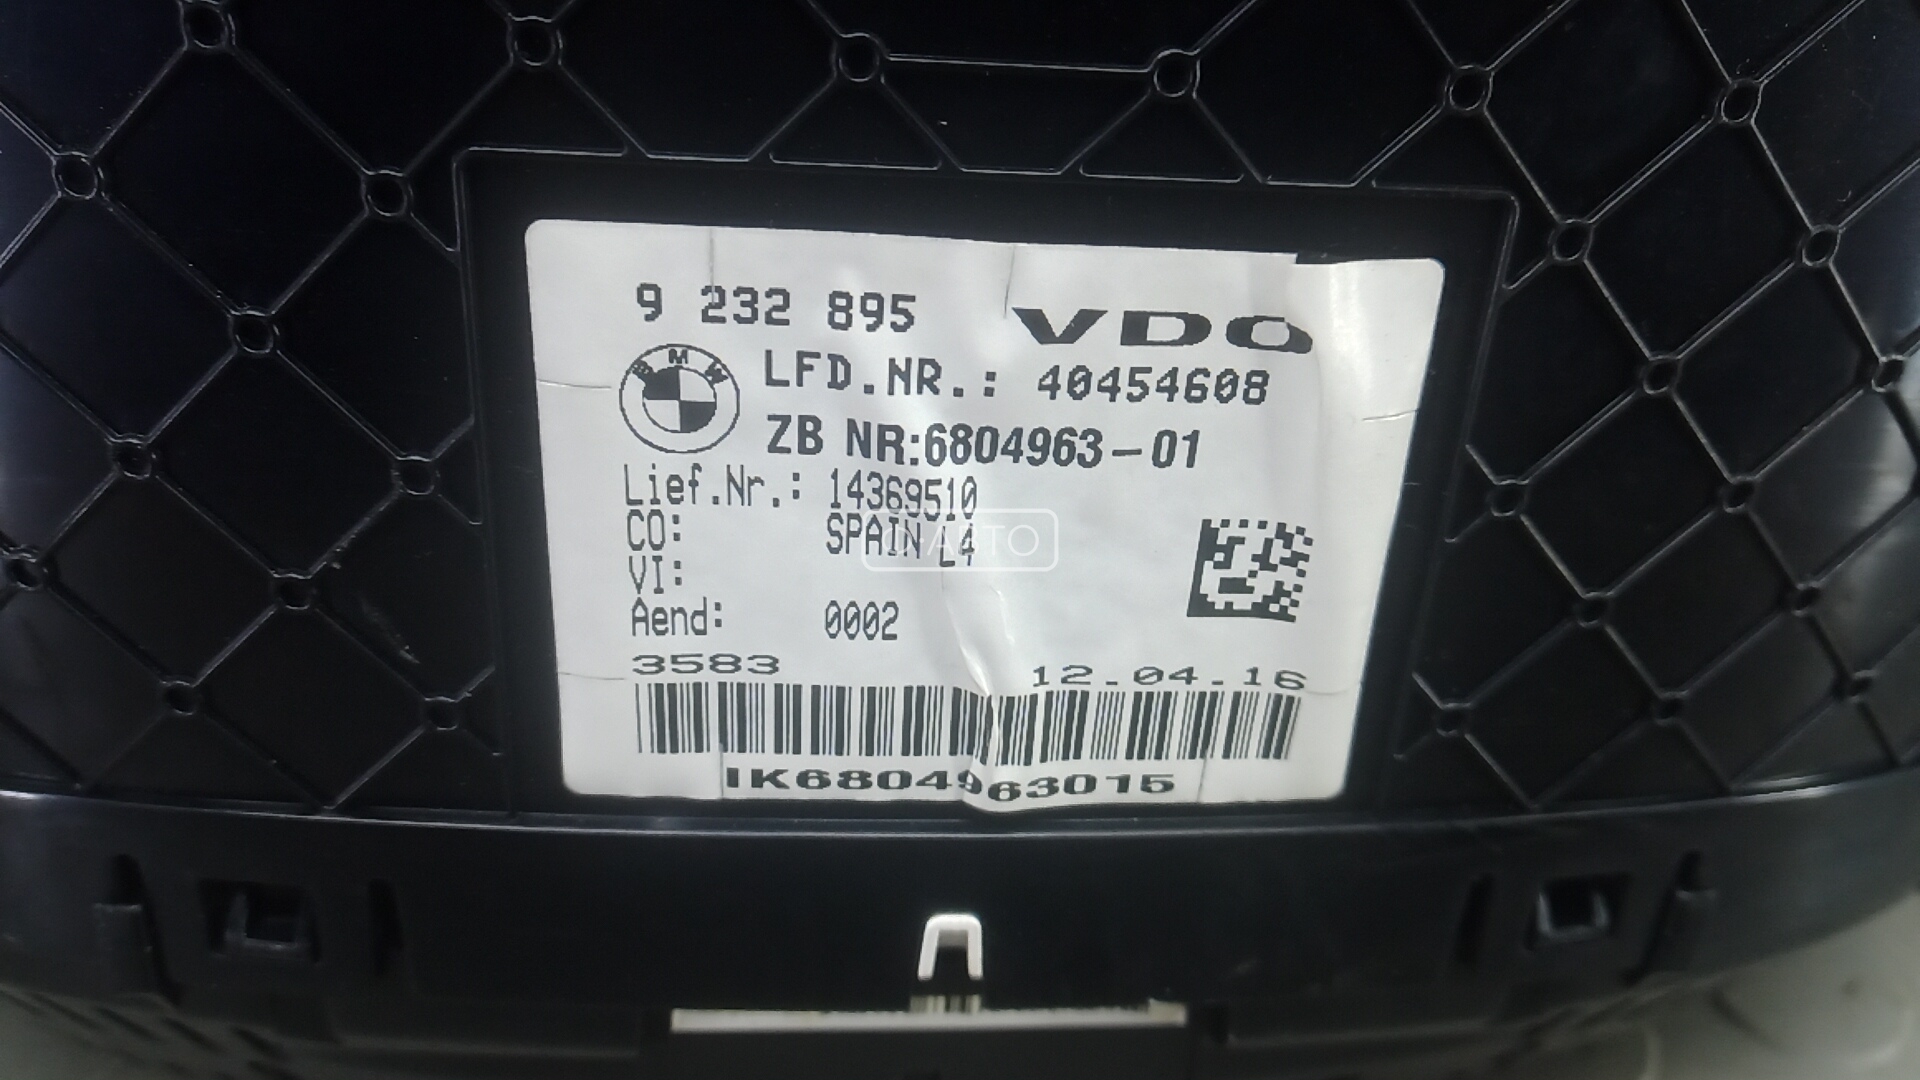 9 232 895
VDO
BMW
LFD.NR.: 40454608
ZB NR:6804963-01
Lief.Nr.: 14369510
CO: SPAIN L4
VI:
Aend: 0002
3583 12.04.16
IK6804963015